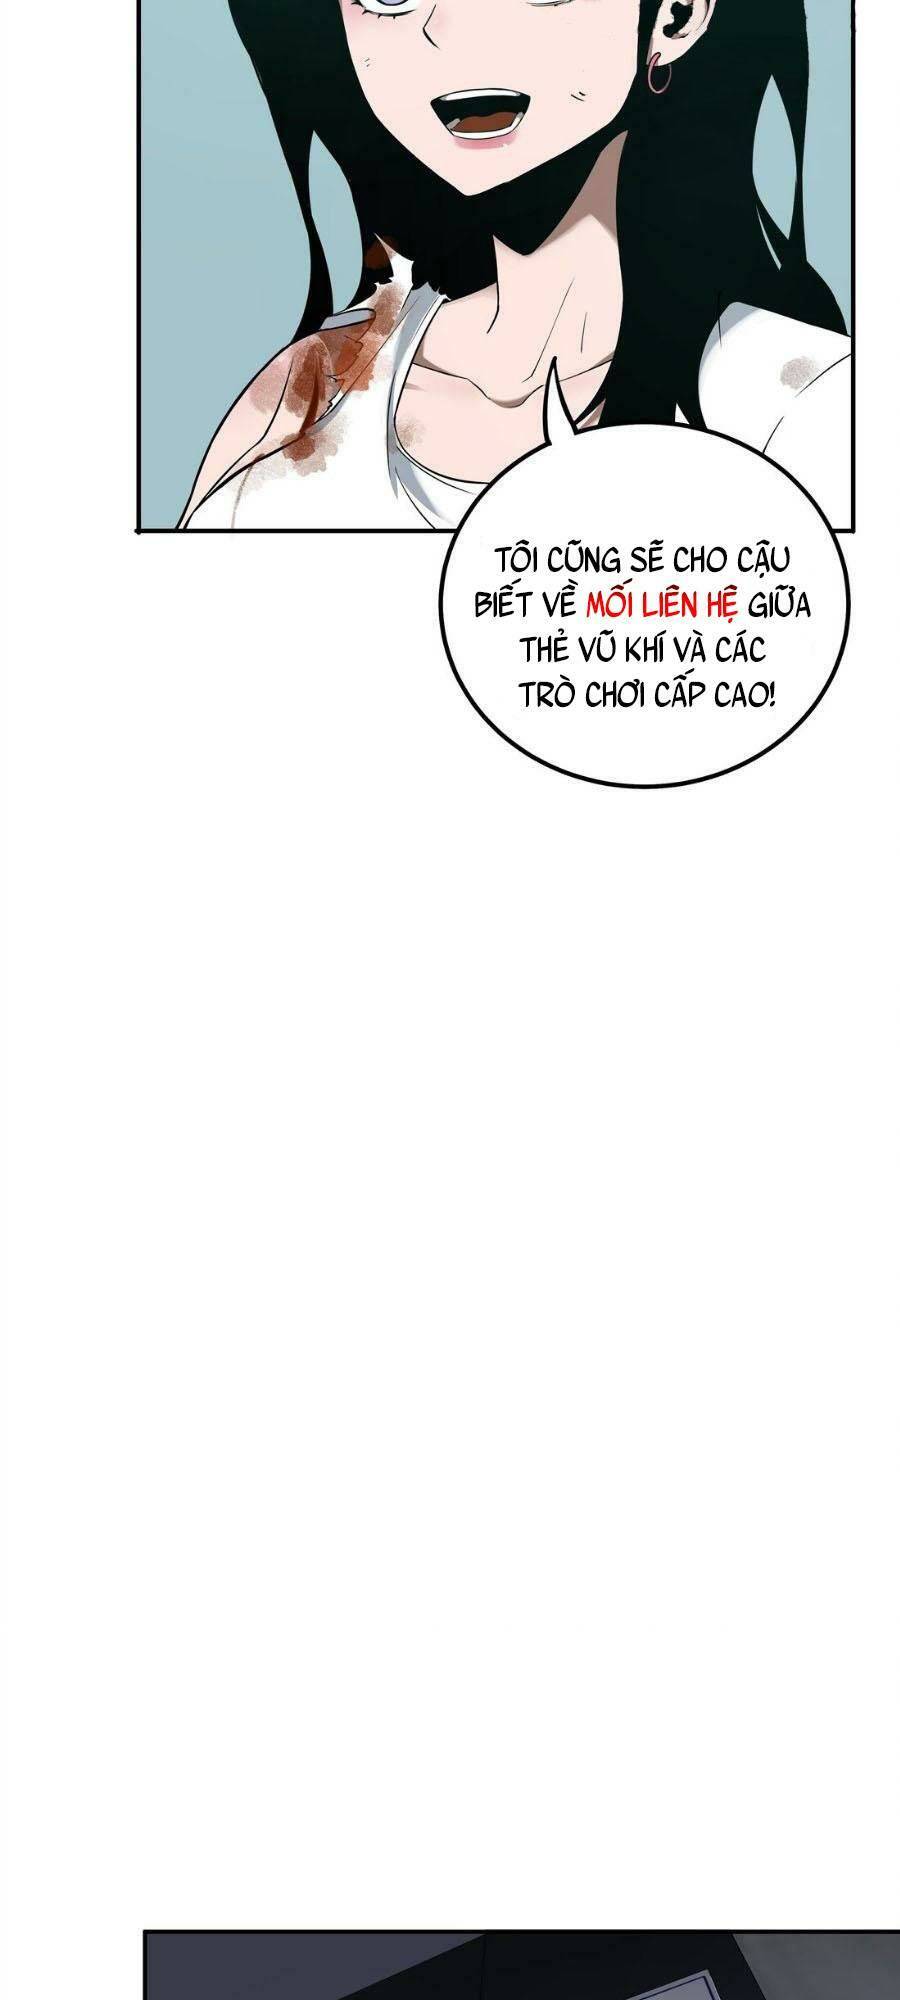 TÔI CŨNG SẼ CHO CẬU
BIẾT VỀ MỐI LIÊN HỆ GIỮA
THẺ VŨ KHÍ VÀ CÁC
TRÒ CHƠI CẤP CAO!